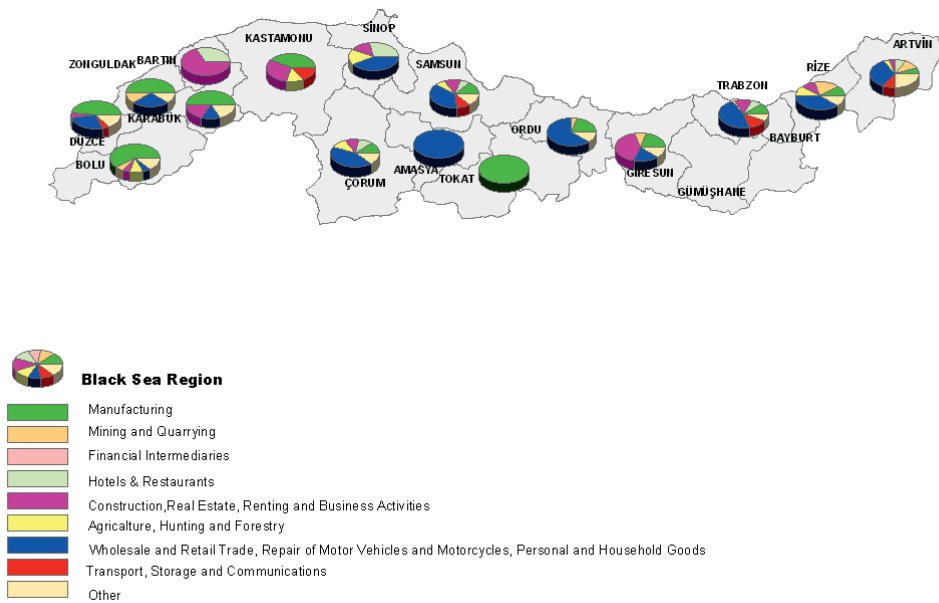 SİNOP
KASTAMONU
ARTVİN
ZONGULDAK
BARTIN
SAMSUN
RİZE
TRABZON
KARABÜK
ORDU
DÜZCE
BAYBURT
BOLU
AMASYA
GİRESUN
ÇORUM
TOKAT
GÜMÜŞHANE
Black Sea Region
Manufacturing
Mining and Quarrying
Financial Intermediaries
Hotels & Restaurants
Construction,Real Estate, Renting and Business Activities
Agriculture, Hunting and Forestry
Wholesale and Retail Trade, Repair of Motor Vehicles and Motorcycles, Personal and Household Goods
Transport, Storage and Communications
Other